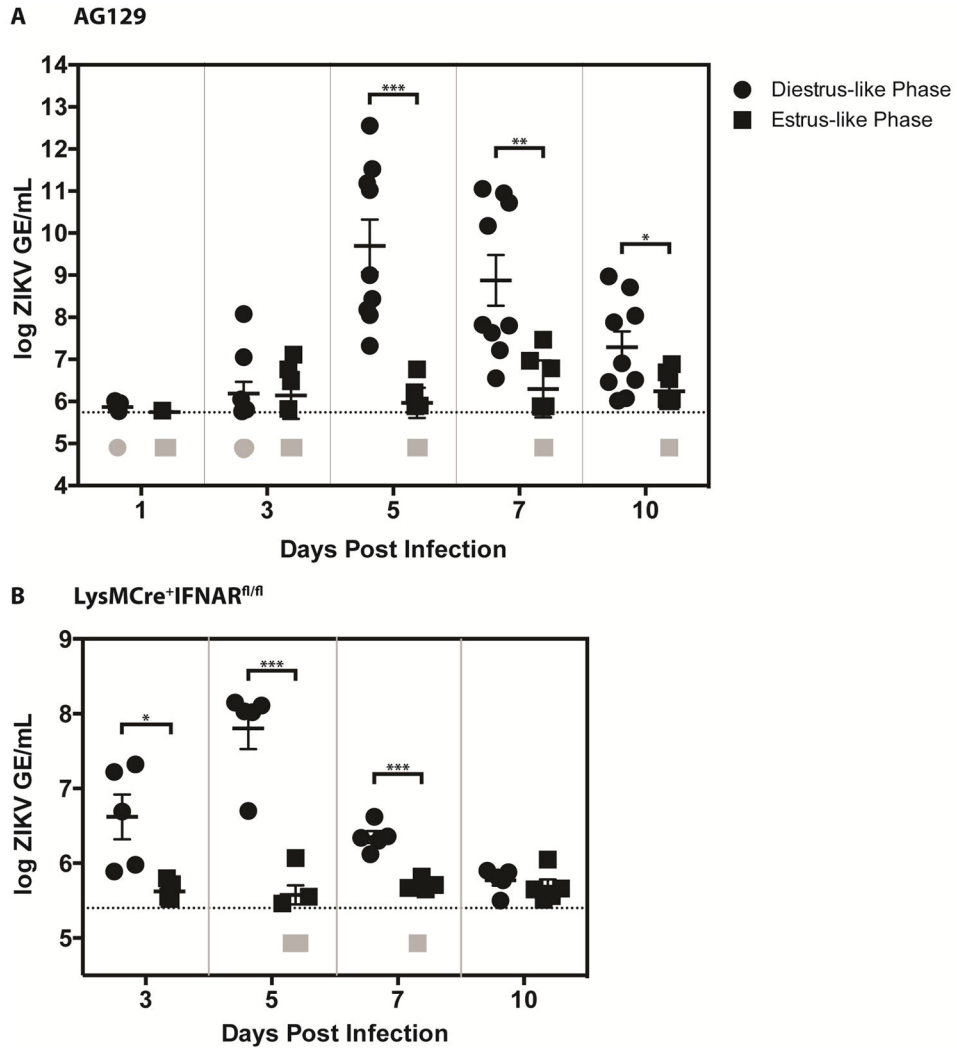 A AG129
14
13
12
11
10
9
8
7
6
5
4
log ZIKV GE/mL
***
**
*
Diestrus-like Phase
Estrus-like Phase
1 3 5 7 10
Days Post Infection
B LysMCre⁺IFNARfl/fl
9
8
7
6
5
log ZIKV GE/mL
*
***
***
3 5 7 10
Days Post Infection